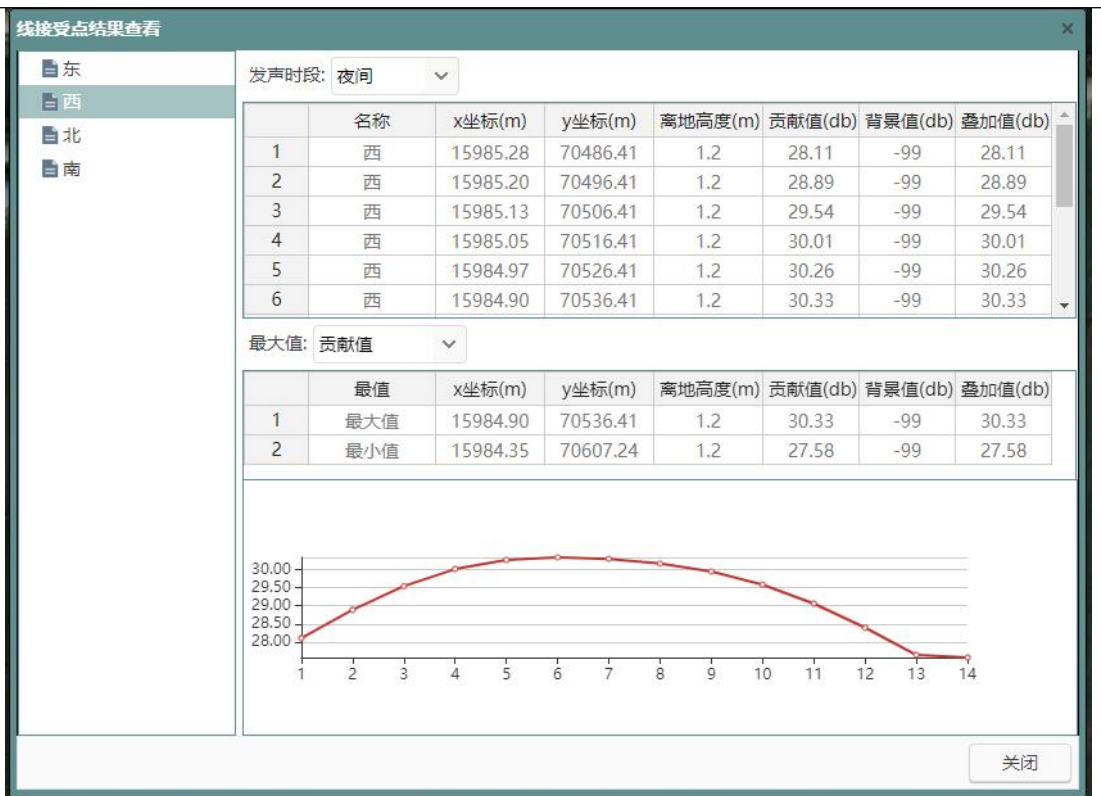 线接受点结果查看 ×
东
西
北
南
发声时段: 夜间
名称 x坐标(m) y坐标(m) 离地高度(m) 贡献值(db) 背景值(db) 叠加值(db)
1 西 15985.28 70486.41 1.2 28.11 -99 28.11
2 西 15985.20 70496.41 1.2 28.89 -99 28.89
3 西 15985.13 70506.41 1.2 29.54 -99 29.54
4 西 15985.05 70516.41 1.2 30.01 -99 30.01
5 西 15984.97 70526.41 1.2 30.26 -99 30.26
6 西 15984.90 70536.41 1.2 30.33 -99 30.33
最大值: 贡献值
最值 x坐标(m) y坐标(m) 离地高度(m) 贡献值(db) 背景值(db) 叠加值(db)
1 最大值 15984.90 70536.41 1.2 30.33 -99 30.33
2 最小值 15984.35 70607.24 1.2 27.58 -99 27.58
30.00
29.50
29.00
28.50
28.00
1 2 3 4 5 6 7 8 9 10 11 12 13 14
关闭